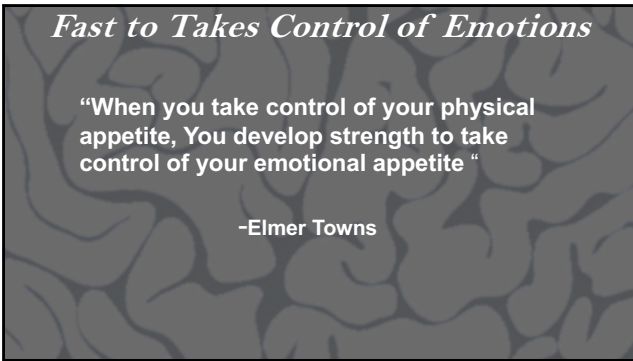 Fast to Takes Control of Emotions
“When you take control of your physical
appetite, You develop strength to take
control of your emotional appetite “
-Elmer Towns